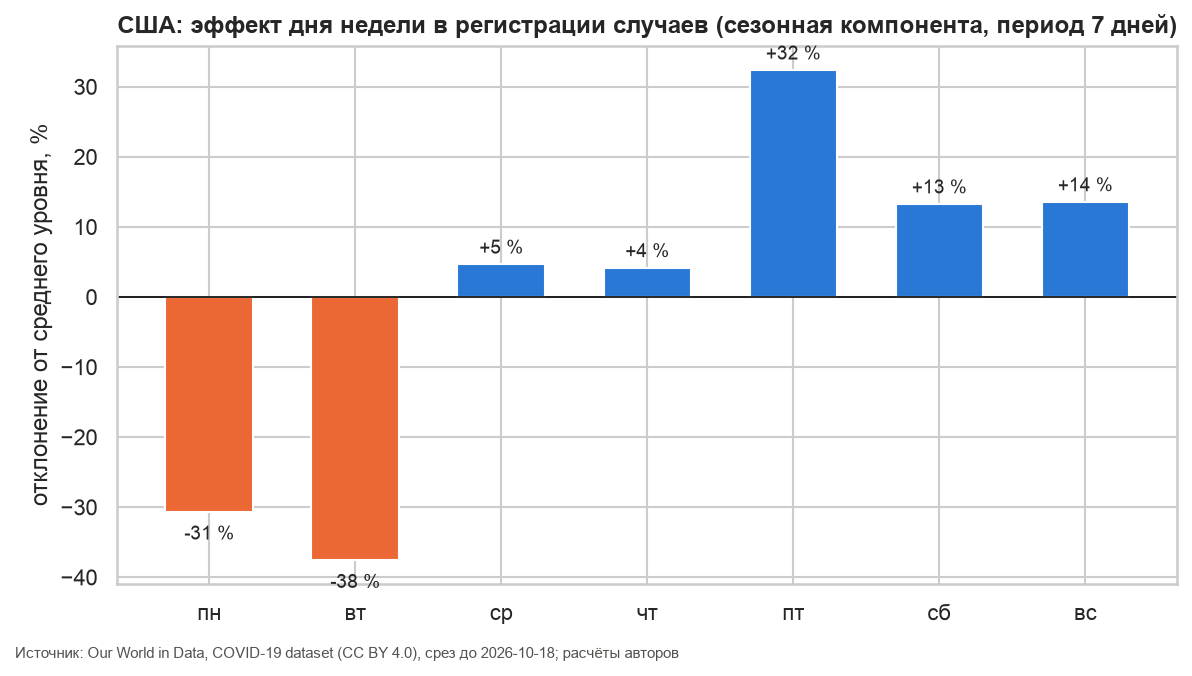 США: эффект дня недели в регистрации случаев (сезонная компонента, период 7 дней)
отклонение от среднего уровня, %
30
20
10
0
−10
−20
−30
−40
-31 %
-38 %
+5 %
+4 %
+32 %
+13 %
+14 %
пн
вт
ср
чт
пт
сб
вс
Источник: Our World in Data, COVID-19 dataset (CC BY 4.0), срез до 2026-10-18; расчёты авторов